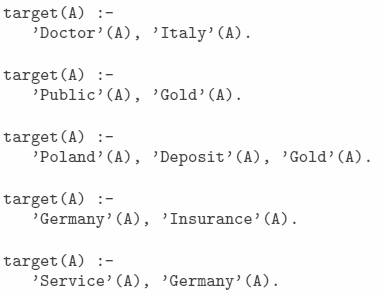 target(A) :-
'Doctor'(A), 'Italy'(A).
target(A) :-
'Public'(A), 'Gold'(A).
target(A) :-
'Poland'(A), 'Deposit'(A), 'Gold'(A).
target(A) :-
'Germany'(A), 'Insurance'(A).
target(A) :-
'Service'(A), 'Germany'(A).